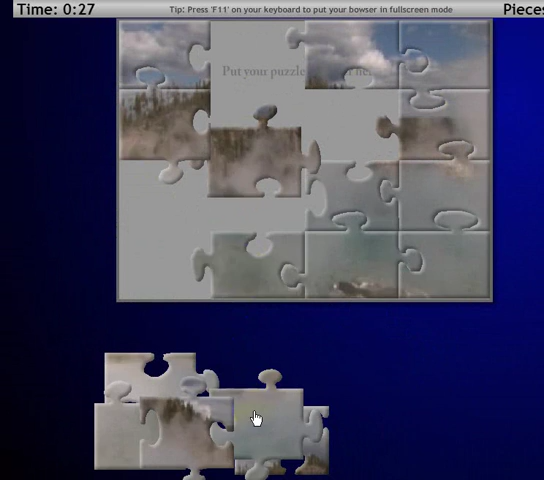 Time: 0:27
Tip: Press 'F11' on your keyboard to put your bowser in fullscreen mode
Pieces
Put your puzzle